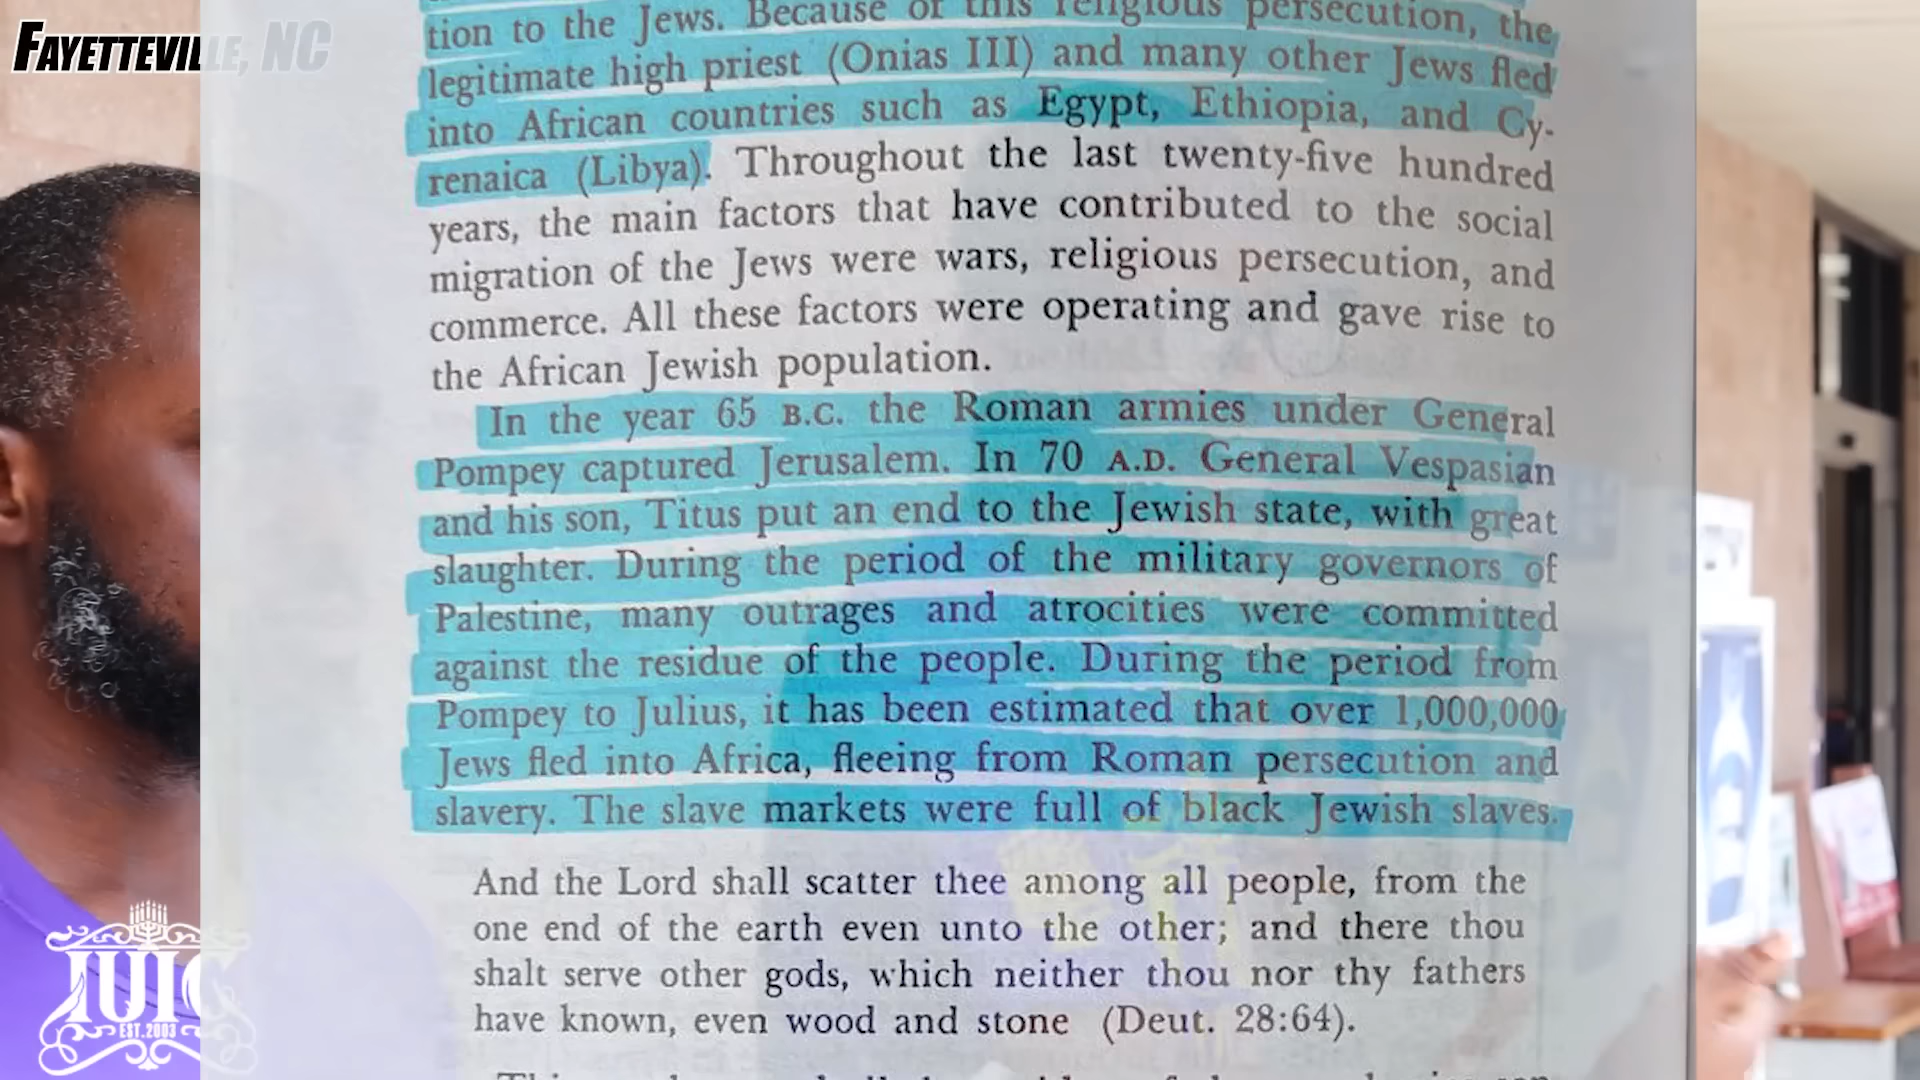 FAYETTEVILLE, NC
tion to the Jews. Because of this religious persecution, the
legitimate high priest (Onias III) and many other Jews fled
into African countries such as Egypt, Ethiopia, and Cy-
renaica (Libya). Throughout the last twenty-five hundred
years, the main factors that have contributed to the social
migration of the Jews were wars, religious persecution, and
commerce. All these factors were operating and gave rise to
the African Jewish population.
In the year 65 B.C. the Roman armies under General
Pompey captured Jerusalem. In 70 A.D. General Vespasian
and his son, Titus put an end to the Jewish state, with great
slaughter. During the period of the military governors of
Palestine, many outrages and atrocities were committed
against the residue of the people. During the period from
Pompey to Julius, it has been estimated that over 1,000,000
Jews fled into Africa, fleeing from Roman persecution and
slavery. The slave markets were full of black Jewish slaves.
And the Lord shall scatter thee among all people, from the
one end of the earth even unto the other; and there thou
shalt serve other gods, which neither thou nor thy fathers
have known, even wood and stone (Deut. 28:64).
IUIC
EST.2003